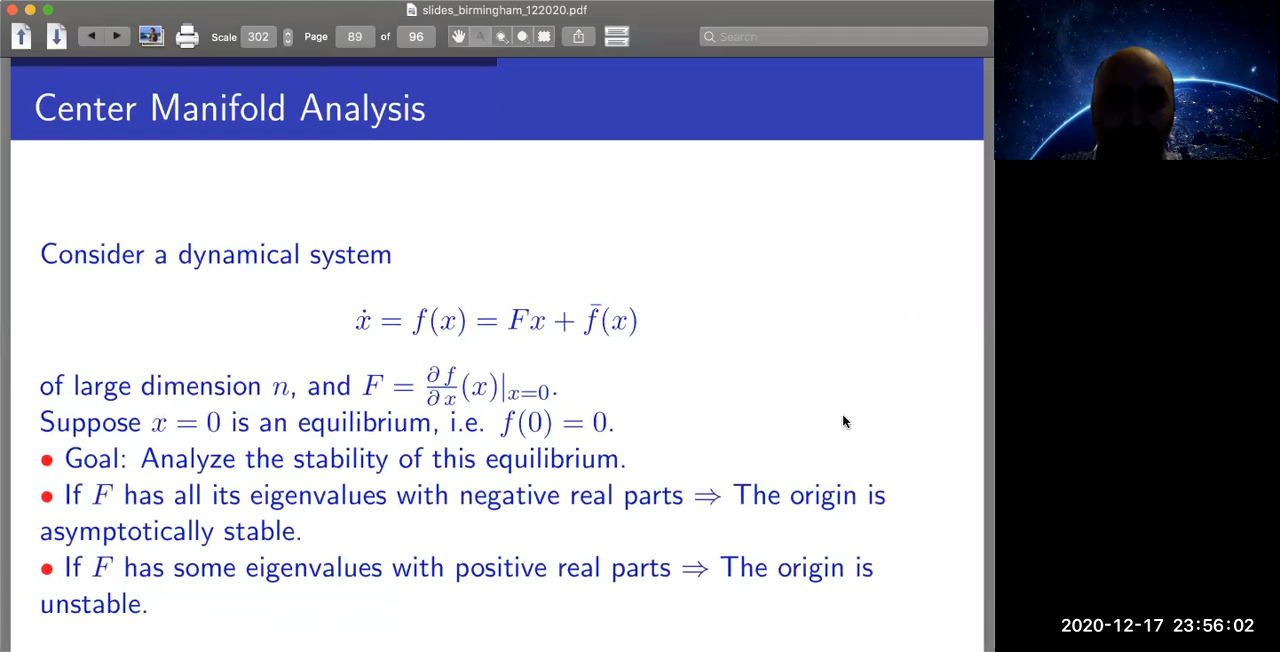 slides_birmingham_122020.pdf
Scale 302 Page 89 of 96 Search
Center Manifold Analysis
Consider a dynamical system
ẋ = f(x) = Fx + f̄(x)
of large dimension n, and F = ∂f/∂x (x)|x=0.
Suppose x = 0 is an equilibrium, i.e. f(0) = 0.
• Goal: Analyze the stability of this equilibrium.
• If F has all its eigenvalues with negative real parts ⇒ The origin is
asymptotically stable.
• If F has some eigenvalues with positive real parts ⇒ The origin is
unstable.
2020-12-17 23:56:02